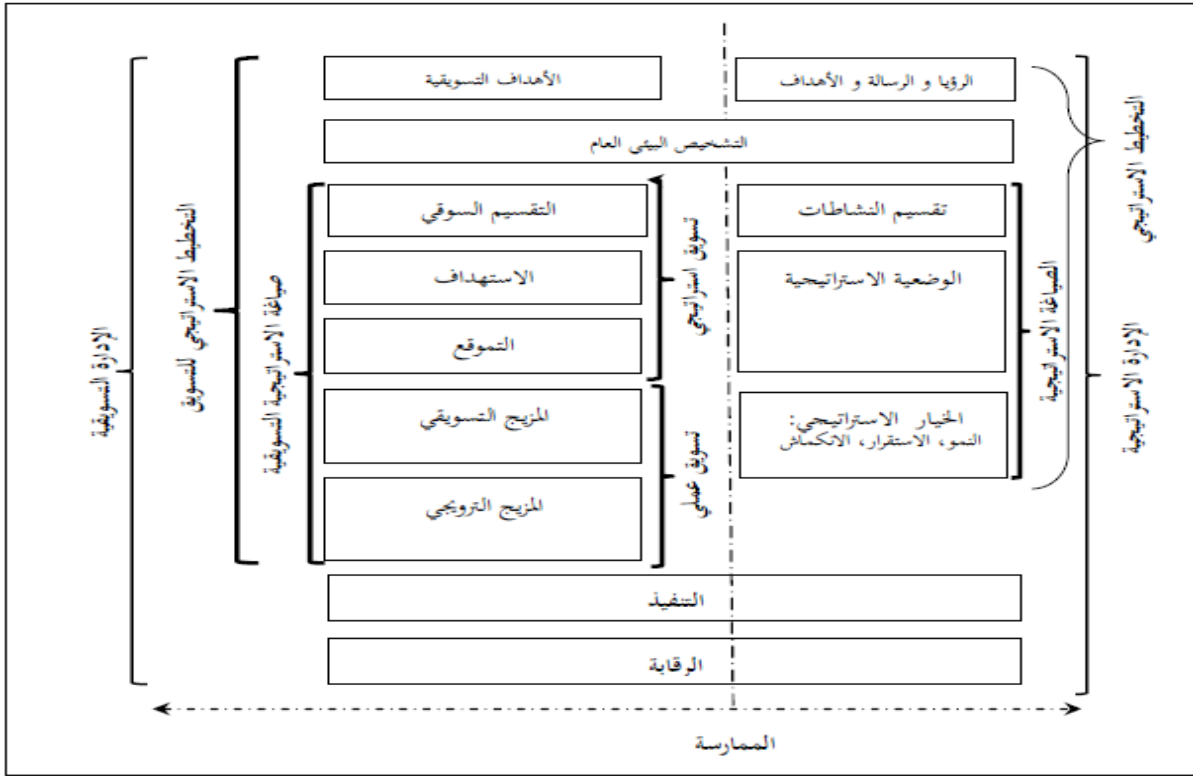 الرؤيا و الرسالة و الأهداف
الأهداف التسويقية
التشخيص البيئي العام
تقسيم النشاطات
التقسيم السوقي
الوضعية الاستراتيجية
الاستهداف
التموقع
الخيار الاستراتيجي:
النمو، الاستقرار، الانكماش
المزيج التسويقي
المزيج الترويجي
التنفيذ
الرقابة
التخطيط الاستراتيجي
الإدارة الاستراتيجية
الصياغة الاستراتيجية
تسويق استراتيجي
تسويق عملي
صياغة الاستراتيجية التسويقية
التخطيط الاستراتيجي للتسويق
الإدارة التسويقية
الممارسة